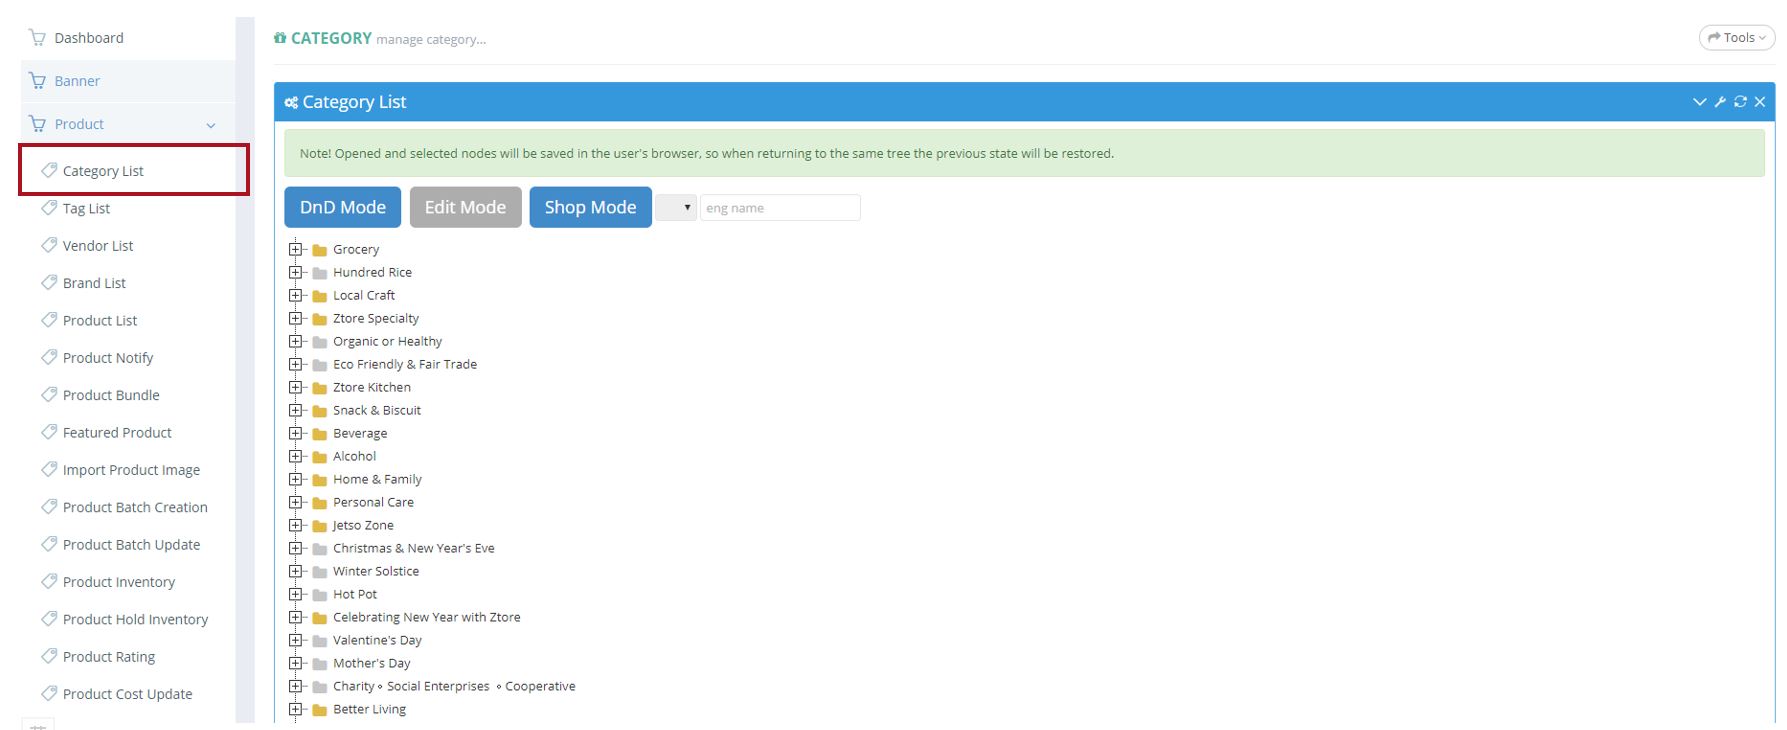 Dashboard
Banner
Product
Category List
Tag List
Vendor List
Brand List
Product List
Product Notify
Product Bundle
Featured Product
Import Product Image
Product Batch Creation
Product Batch Update
Product Inventory
Product Hold Inventory
Product Rating
Product Cost Update
CATEGORY manage category...
Tools
Category List
Note! Opened and selected nodes will be saved in the user's browser, so when returning to the same tree the previous state will be restored.
DnD Mode Edit Mode Shop Mode eng name
Grocery
Hundred Rice
Local Craft
Ztore Specialty
Organic or Healthy
Eco Friendly & Fair Trade
Ztore Kitchen
Snack & Biscuit
Beverage
Alcohol
Home & Family
Personal Care
Jetso Zone
Christmas & New Year's Eve
Winter Solstice
Hot Pot
Celebrating New Year with Ztore
Valentine's Day
Mother's Day
Charity∘Social Enterprises ∘Cooperative
Better Living